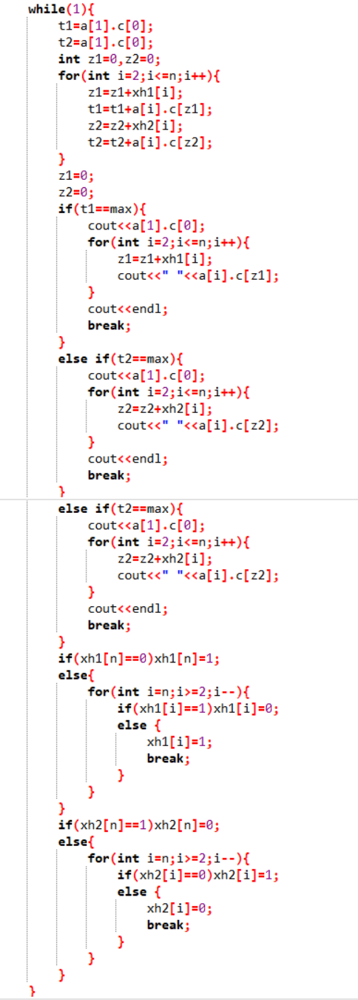 while(1){
    t1=a[1].c[0];
    t2=a[1].c[0];
    int z1=0,z2=0;
    for(int i=2;i<=n;i++){
        z1=z1+xh1[i];
        t1=t1+a[i].c[z1];
        z2=z2+xh2[i];
        t2=t2+a[i].c[z2];
    }
    z1=0;
    z2=0;
    if(t1==max){
        cout<<a[1].c[0];
        for(int i=2;i<=n;i++){
            z1=z1+xh1[i];
            cout<<" "<<a[i].c[z1];
        }
        cout<<endl;
        break;
    }
    else if(t2==max){
        cout<<a[1].c[0];
        for(int i=2;i<=n;i++){
            z2=z2+xh2[i];
            cout<<" "<<a[i].c[z2];
        }
        cout<<endl;
        break;
    }
    else if(t2==max){
        cout<<a[1].c[0];
        for(int i=2;i<=n;i++){
            z2=z2+xh2[i];
            cout<<" "<<a[i].c[z2];
        }
        cout<<endl;
        break;
    }
    if(xh1[n]==0)xh1[n]=1;
    else{
        for(int i=n;i>=2;i--){
            if(xh1[i]==1)xh1[i]=0;
            else {
                xh1[i]=1;
                break;
            }
        }
    }
    if(xh2[n]==1)xh2[n]=0;
    else{
        for(int i=n;i>=2;i--){
            if(xh2[i]==0)xh2[i]=1;
            else {
                xh2[i]=0;
                break;
            }
        }
    }
}